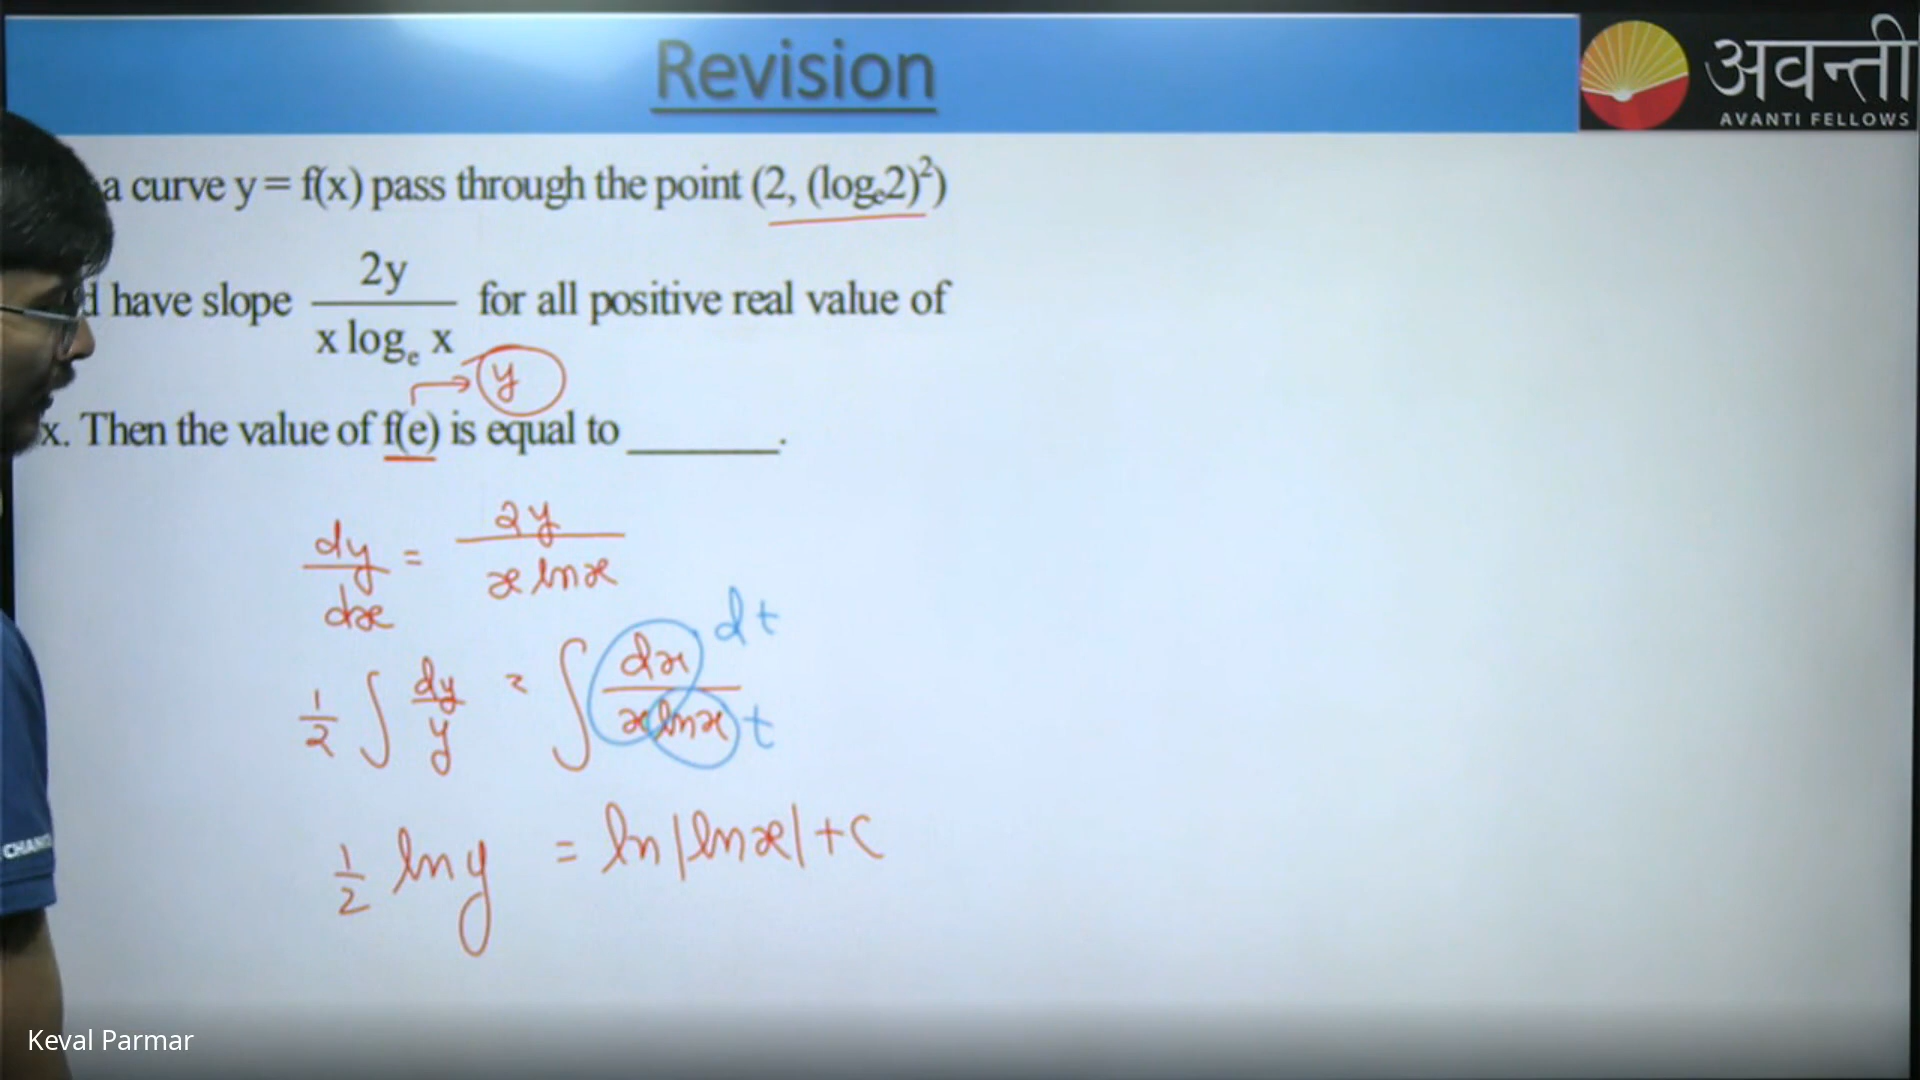 Revision
अवन्ती
AVANTI FELLOWS
a curve y = f(x) pass through the point (2, (logₑ2)²)
have slope 2y / x logₑ x for all positive real value of
y
x. Then the value of f(e) is equal to ________.
dy/dx = 2y / x ln x
1/2 ∫ dy/y = ∫ dx / x ln x dt t
1/2 ln y = ln |ln x| + c
Keval Parmar